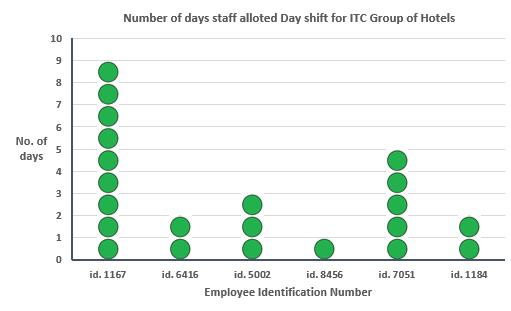 Number of days staff alloted Day shift for ITC Group of Hotels
10
9
8
7
6
5
4
3
2
1
0
No. of
days
id. 1167 id. 6416 id. 5002 id. 8456 id. 7051 id. 1184
Employee Identification Number